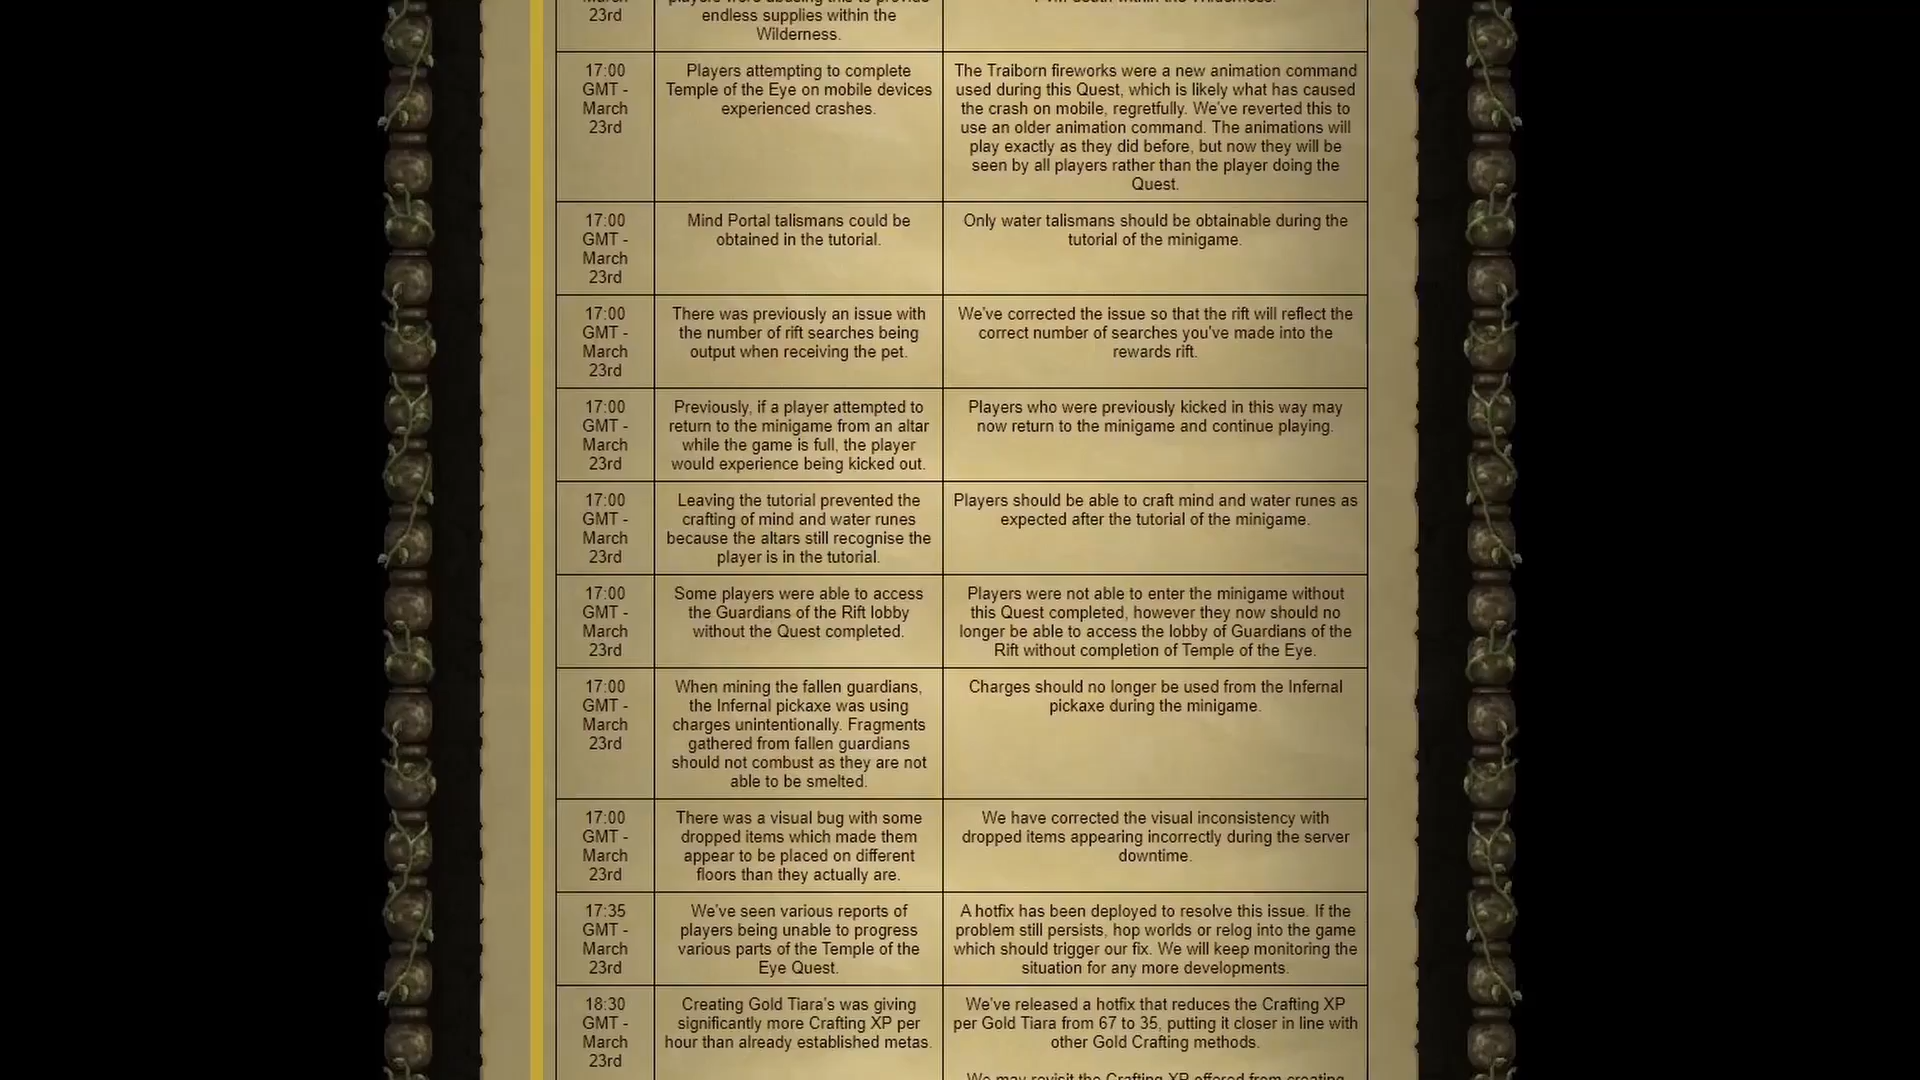 March
23rd
players were abusing this to provide
endless supplies within the
Wilderness.
17:00
GMT -
March
23rd
Players attempting to complete
Temple of the Eye on mobile devices
experienced crashes.
The Traiborn fireworks were a new animation command
used during this Quest, which is likely what has caused
the crash on mobile, regretfully. We've reverted this to
use an older animation command. The animations will
play exactly as they did before, but now they will be
seen by all players rather than the player doing the
Quest.
17:00
GMT -
March
23rd
Mind Portal talismans could be
obtained in the tutorial.
Only water talismans should be obtainable during the
tutorial of the minigame.
17:00
GMT -
March
23rd
There was previously an issue with
the number of rift searches being
output when receiving the pet.
We've corrected the issue so that the rift will reflect the
correct number of searches you've made into the
rewards rift.
17:00
GMT -
March
23rd
Previously, if a player attempted to
return to the minigame from an altar
while the game is full, the player
would experience being kicked out.
Players who were previously kicked in this way may
now return to the minigame and continue playing.
17:00
GMT -
March
23rd
Leaving the tutorial prevented the
crafting of mind and water runes
because the altars still recognise the
player is in the tutorial.
Players should be able to craft mind and water runes as
expected after the tutorial of the minigame.
17:00
GMT -
March
23rd
Some players were able to access
the Guardians of the Rift lobby
without the Quest completed.
Players were not able to enter the minigame without
this Quest completed, however they now should no
longer be able to access the lobby of Guardians of the
Rift without completion of Temple of the Eye.
17:00
GMT -
March
23rd
When mining the fallen guardians,
the Infernal pickaxe was using
charges unintentionally. Fragments
gathered from fallen guardians
should not combust as they are not
able to be smelted.
Charges should no longer be used from the Infernal
pickaxe during the minigame.
17:00
GMT -
March
23rd
There was a visual bug with some
dropped items which made them
appear to be placed on different
floors than they actually are.
We have corrected the visual inconsistency with
dropped items appearing incorrectly during the server
downtime.
17:35
GMT -
March
23rd
We've seen various reports of
players being unable to progress
various parts of the Temple of the
Eye Quest.
A hotfix has been deployed to resolve this issue. If the
problem still persists, hop worlds or relog into the game
which should trigger our fix. We will keep monitoring the
situation for any more developments.
18:30
GMT -
March
23rd
Creating Gold Tiara's was giving
significantly more Crafting XP per
hour than already established metas.
We've released a hotfix that reduces the Crafting XP
per Gold Tiara from 67 to 35, putting it closer in line with
other Gold Crafting methods.
We may revisit the Crafting XP offered from creating